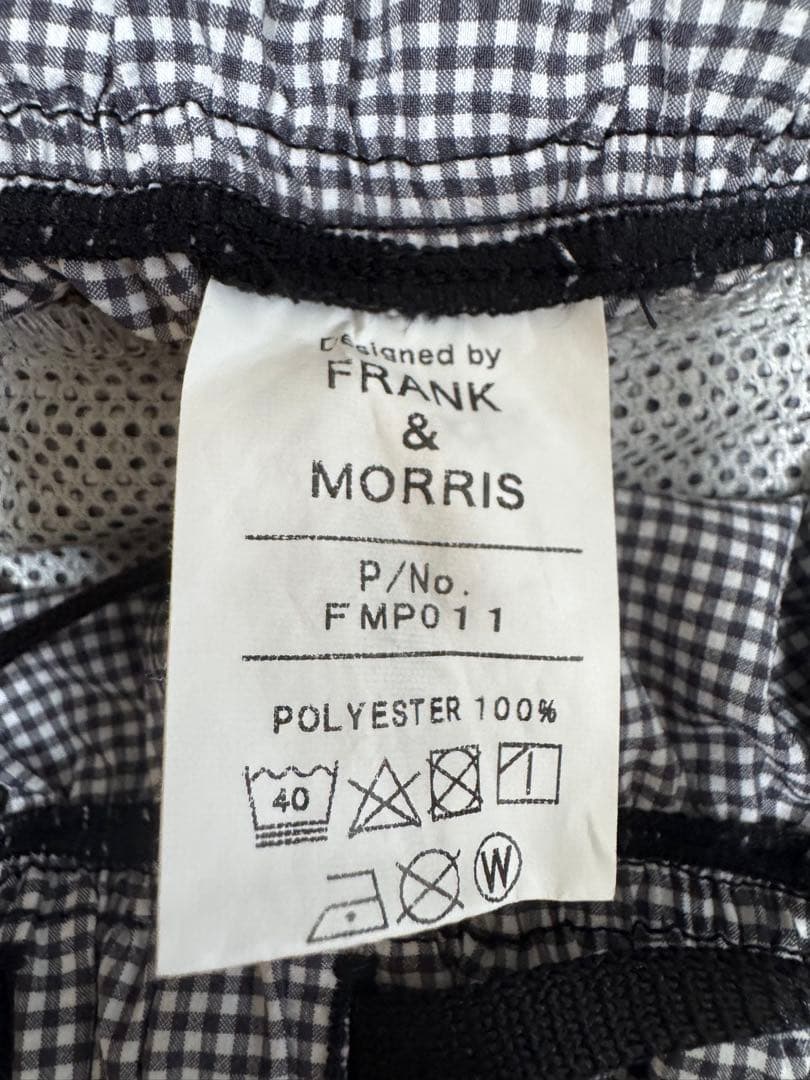 Designed by
FRANK
&
MORRIS
P/No.
FMP011
POLYESTER 100%
40
W